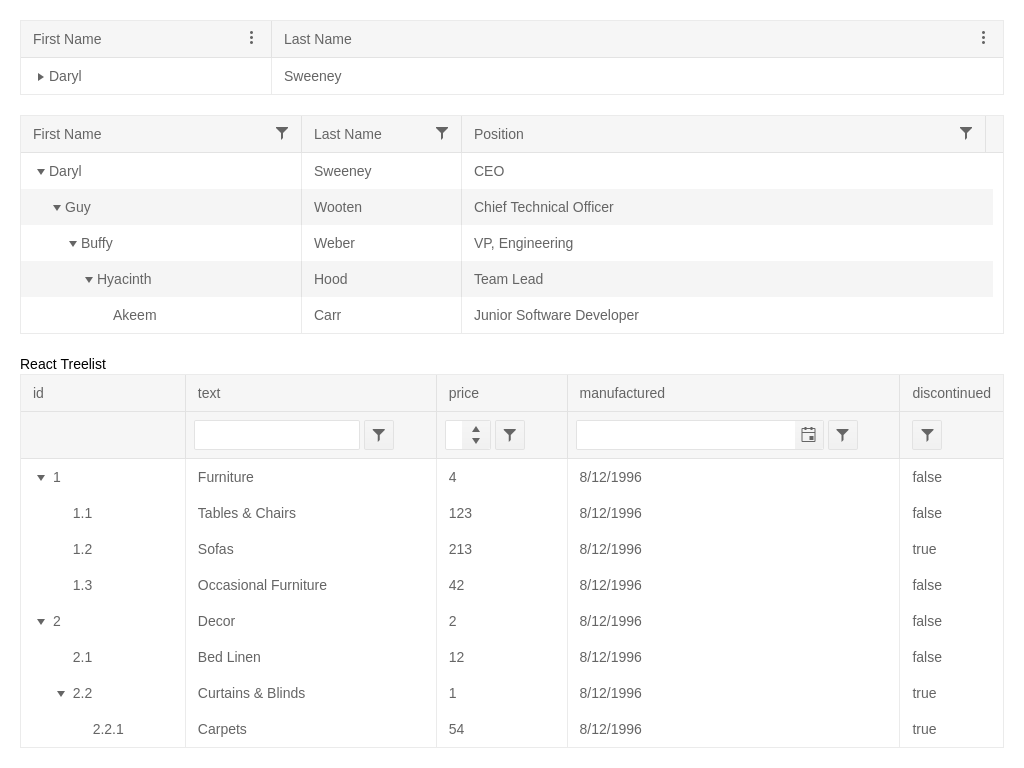 First Name Last Name
Daryl Sweeney
First Name Last Name Position
Daryl Sweeney CEO
Guy Wooten Chief Technical Officer
Buffy Weber VP, Engineering
Hyacinth Hood Team Lead
Akeem Carr Junior Software Developer
React Treelist
id text price manufactured discontinued
1 Furniture 4 8/12/1996 false
1.1 Tables & Chairs 123 8/12/1996 false
1.2 Sofas 213 8/12/1996 true
1.3 Occasional Furniture 42 8/12/1996 false
2 Decor 2 8/12/1996 false
2.1 Bed Linen 12 8/12/1996 false
2.2 Curtains & Blinds 1 8/12/1996 true
2.2.1 Carpets 54 8/12/1996 true